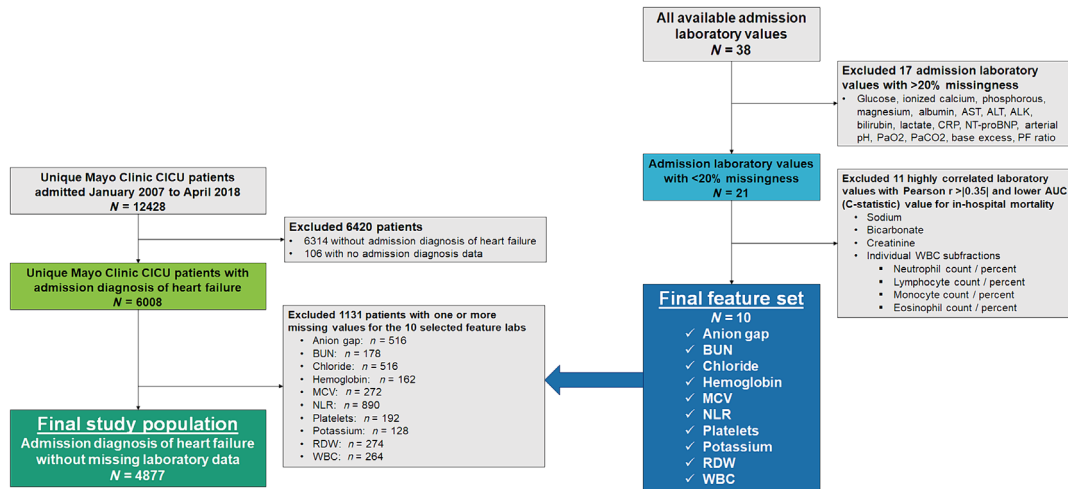 All available admission
laboratory values
N = 38
Excluded 17 admission laboratory
values with >20% missingness
• Glucose, ionized calcium, phosphorous,
magnesium, albumin, AST, ALT, ALK,
bilirubin, lactate, CRP, NT-proBNP, arterial
pH, PaO2, PaCO2, base excess, PF ratio
Admission laboratory values
with <20% missingness
N = 21
Excluded 11 highly correlated laboratory
values with Pearson r >|0.35| and lower AUC
(C-statistic) value for in-hospital mortality
• Sodium
• Bicarbonate
• Creatinine
• Individual WBC subfractions
▪ Neutrophil count / percent
▪ Lymphocyte count / percent
▪ Monocyte count / percent
▪ Eosinophil count / percent
Final feature set
N = 10
✓ Anion gap
✓ BUN
✓ Chloride
✓ Hemoglobin
✓ MCV
✓ NLR
✓ Platelets
✓ Potassium
✓ RDW
✓ WBC
Unique Mayo Clinic CICU patients
admitted January 2007 to April 2018
N = 12428
Excluded 6420 patients
• 6314 without admission diagnosis of heart failure
• 106 with no admission diagnosis data
Unique Mayo Clinic CICU patients with
admission diagnosis of heart failure
N = 6008
Excluded 1131 patients with one or more
missing values for the 10 selected feature labs
• Anion gap: n = 516
• BUN: n = 178
• Chloride: n = 516
• Hemoglobin: n = 162
• MCV: n = 272
• NLR: n = 890
• Platelets: n = 192
• Potassium: n = 128
• RDW: n = 274
• WBC: n = 264
Final study population
Admission diagnosis of heart failure
without missing laboratory data
N = 4877